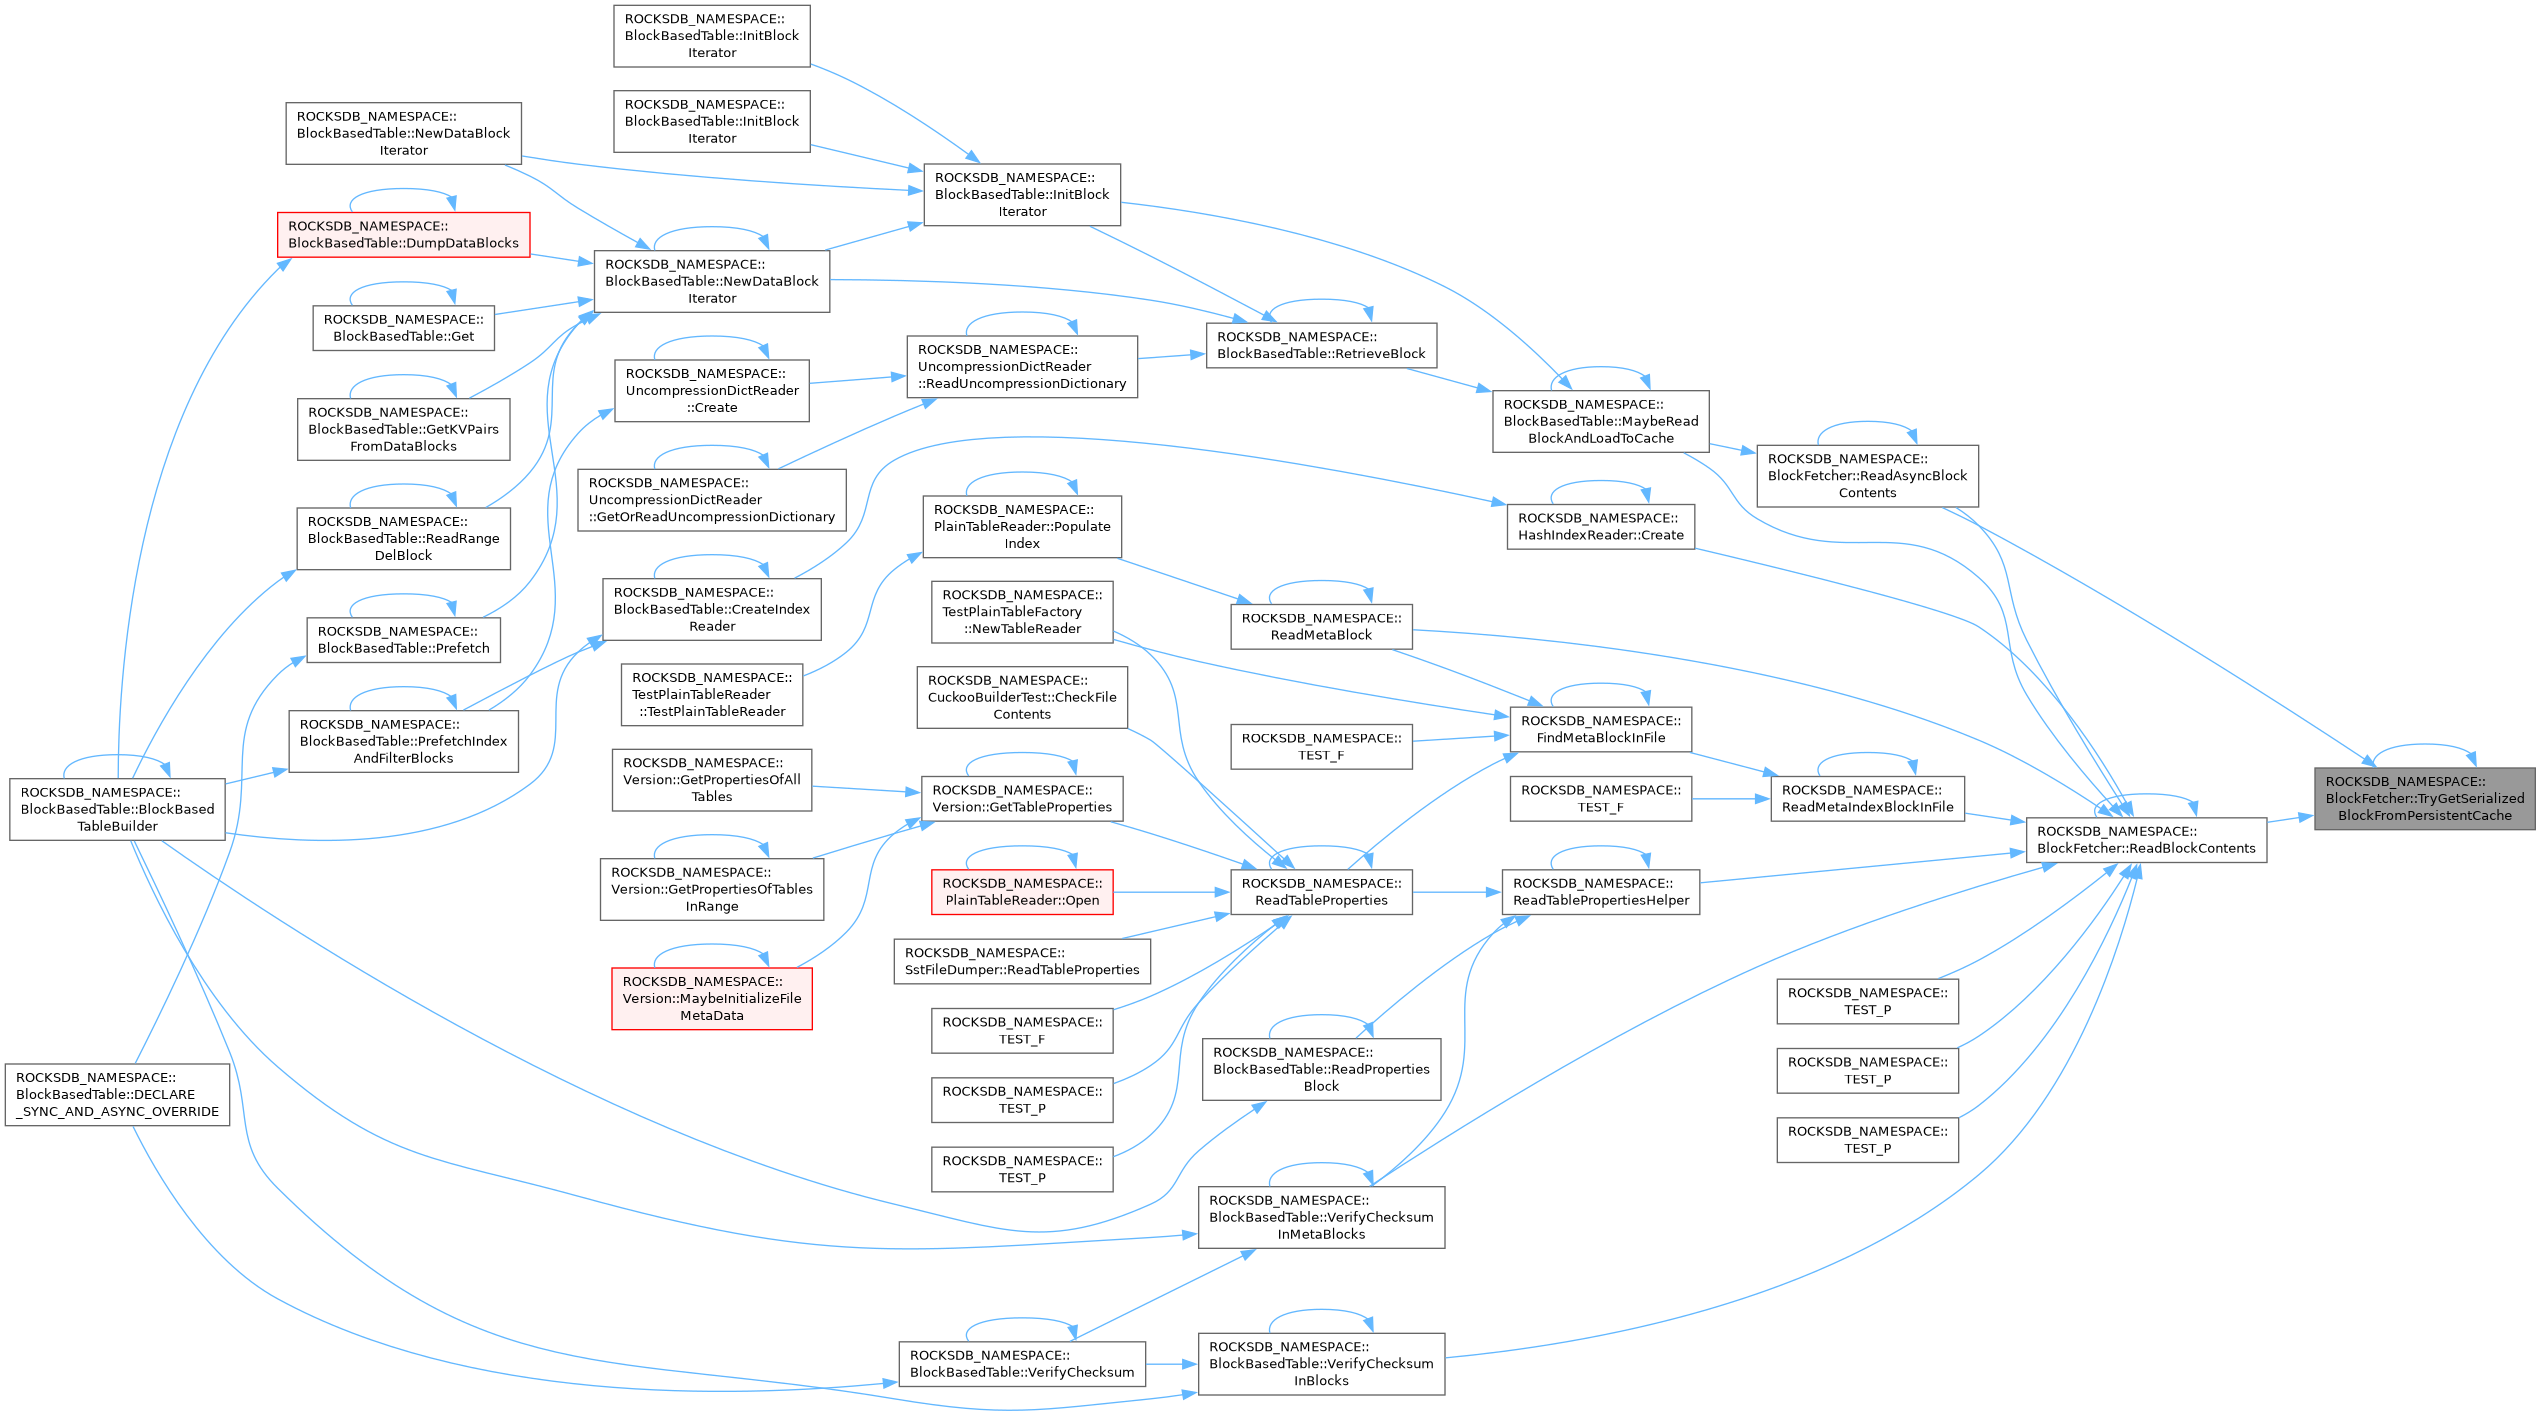 ROCKSDB_NAMESPACE::
BlockBasedTable::InitBlock
Iterator
ROCKSDB_NAMESPACE::
BlockBasedTable::InitBlock
Iterator
ROCKSDB_NAMESPACE::
BlockBasedTable::NewDataBlock
Iterator
ROCKSDB_NAMESPACE::
BlockBasedTable::InitBlock
Iterator
ROCKSDB_NAMESPACE::
BlockBasedTable::DumpDataBlocks
ROCKSDB_NAMESPACE::
BlockBasedTable::NewDataBlock
Iterator
ROCKSDB_NAMESPACE::
BlockBasedTable::Get
ROCKSDB_NAMESPACE::
BlockBasedTable::RetrieveBlock
ROCKSDB_NAMESPACE::
UncompressionDictReader
::ReadUncompressionDictionary
ROCKSDB_NAMESPACE::
UncompressionDictReader
::Create
ROCKSDB_NAMESPACE::
BlockBasedTable::MaybeRead
BlockAndLoadToCache
ROCKSDB_NAMESPACE::
BlockBasedTable::GetKVPairs
FromDataBlocks
ROCKSDB_NAMESPACE::
BlockFetcher::ReadAsyncBlock
Contents
ROCKSDB_NAMESPACE::
UncompressionDictReader
::GetOrReadUncompressionDictionary
ROCKSDB_NAMESPACE::
PlainTableReader::Populate
Index
ROCKSDB_NAMESPACE::
HashIndexReader::Create
ROCKSDB_NAMESPACE::
BlockBasedTable::ReadRange
DelBlock
ROCKSDB_NAMESPACE::
BlockBasedTable::CreateIndex
Reader
ROCKSDB_NAMESPACE::
TestPlainTableFactory
::NewTableReader
ROCKSDB_NAMESPACE::
ReadMetaBlock
ROCKSDB_NAMESPACE::
BlockBasedTable::Prefetch
ROCKSDB_NAMESPACE::
TestPlainTableReader
::TestPlainTableReader
ROCKSDB_NAMESPACE::
CuckooBuilderTest::CheckFile
Contents
ROCKSDB_NAMESPACE::
FindMetaBlockInFile
ROCKSDB_NAMESPACE::
BlockBasedTable::PrefetchIndex
AndFilterBlocks
ROCKSDB_NAMESPACE::
TEST_F
ROCKSDB_NAMESPACE::
Version::GetPropertiesOfAll
Tables
ROCKSDB_NAMESPACE::
Version::GetTableProperties
ROCKSDB_NAMESPACE::
TEST_F
ROCKSDB_NAMESPACE::
ReadMetaIndexBlockInFile
ROCKSDB_NAMESPACE::
BlockFetcher::TryGetSerialized
BlockFromPersistentCache
ROCKSDB_NAMESPACE::
BlockBasedTable::BlockBased
TableBuilder
ROCKSDB_NAMESPACE::
BlockFetcher::ReadBlockContents
ROCKSDB_NAMESPACE::
Version::GetPropertiesOfTables
InRange
ROCKSDB_NAMESPACE::
PlainTableReader::Open
ROCKSDB_NAMESPACE::
ReadTableProperties
ROCKSDB_NAMESPACE::
ReadTablePropertiesHelper
ROCKSDB_NAMESPACE::
SstFileDumper::ReadTableProperties
ROCKSDB_NAMESPACE::
Version::MaybeInitializeFile
MetaData
ROCKSDB_NAMESPACE::
TEST_P
ROCKSDB_NAMESPACE::
TEST_F
ROCKSDB_NAMESPACE::
BlockBasedTable::ReadProperties
Block
ROCKSDB_NAMESPACE::
TEST_P
ROCKSDB_NAMESPACE::
BlockBasedTable::DECLARE
_SYNC_AND_ASYNC_OVERRIDE
ROCKSDB_NAMESPACE::
TEST_P
ROCKSDB_NAMESPACE::
TEST_P
ROCKSDB_NAMESPACE::
TEST_P
ROCKSDB_NAMESPACE::
BlockBasedTable::VerifyChecksum
InMetaBlocks
ROCKSDB_NAMESPACE::
BlockBasedTable::VerifyChecksum
ROCKSDB_NAMESPACE::
BlockBasedTable::VerifyChecksum
InBlocks